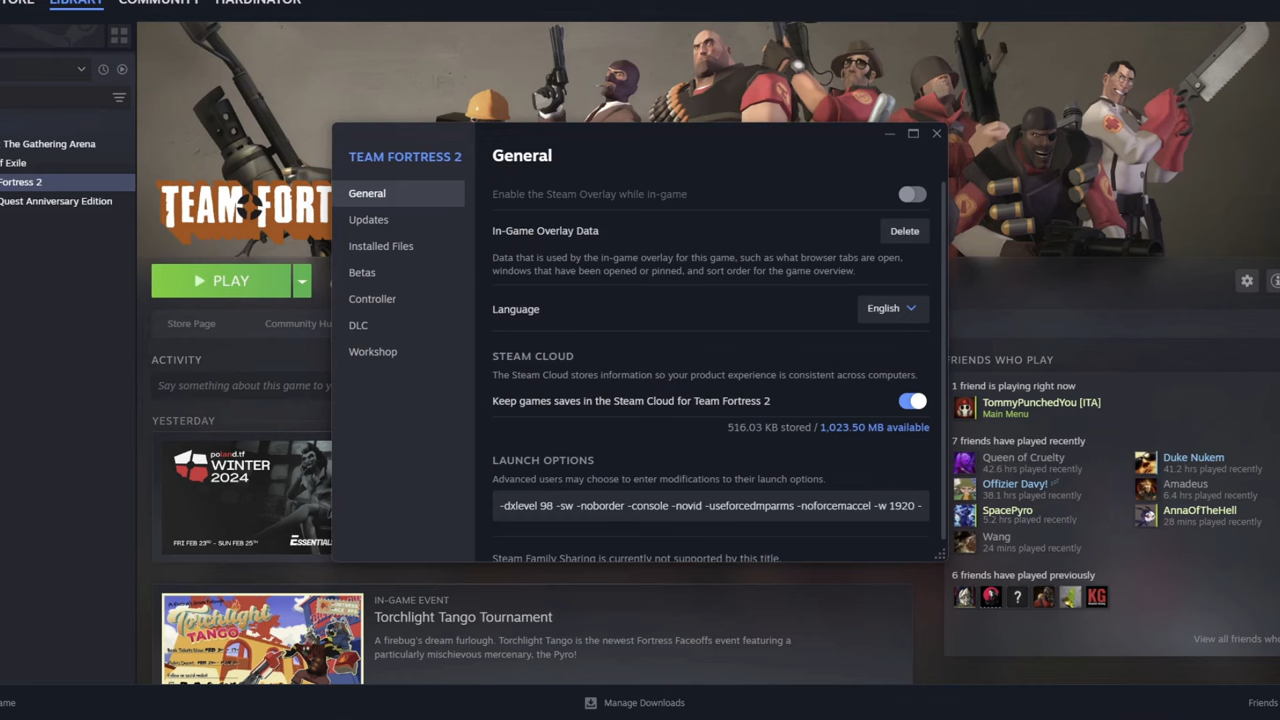 LIBRARY
COMMUNITY
HARDINATOR
The Gathering Arena
f Exile
Fortress 2
Quest Anniversary Edition
TEAM FORT
PLAY
Store Page
Community Hu
ACTIVITY
Say something about this game to y
YESTERDAY
poland.tf
WINTER
2024
FRI FEB 23RD - SUN FEB 25TH
ESSENTIALS
TEAM FORTRESS 2
General
Updates
Installed Files
Betas
Controller
DLC
Workshop
General
Enable the Steam Overlay while in-game
In-Game Overlay Data
Delete
Data that is used by the in-game overlay for this game, such as what browser tabs are open,
windows that have been opened or pinned, and sort order for the game overview.
Language
English
STEAM CLOUD
The Steam Cloud stores information so your product experience is consistent across computers.
Keep games saves in the Steam Cloud for Team Fortress 2
516.03 KB stored / 1,023.50 MB available
LAUNCH OPTIONS
Advanced users may choose to enter modifications to their launch options.
-dxlevel 98 -sw -noborder -console -novid -useforcedmparms -noforcemaccel -w 1920 -
Steam Family Sharing is currently not supported by this title.
FRIENDS WHO PLAY
1 friend is playing right now
TommyPunchedYou [ITA]
Main Menu
7 friends have played recently
Queen of Cruelty
42.6 hrs played recently
Duke Nukem
41.2 hrs played recently
Offizier Davy!
38.1 hrs played recently
Amadeus
6.4 hrs played recently
SpacePyro
5.2 hrs played recently
AnnaOfTheHell
28 mins played recently
Wang
24 mins played recently
6 friends have played previously
?
KG
View all friends who
Torchlight
TANGO
IN-GAME EVENT
Torchlight Tango Tournament
A firebug's dream furlough. Torchlight Tango is the newest Fortress Faceoffs event featuring a
particularly mischievous mercenary, the Pyro!
ame
Manage Downloads
Friends